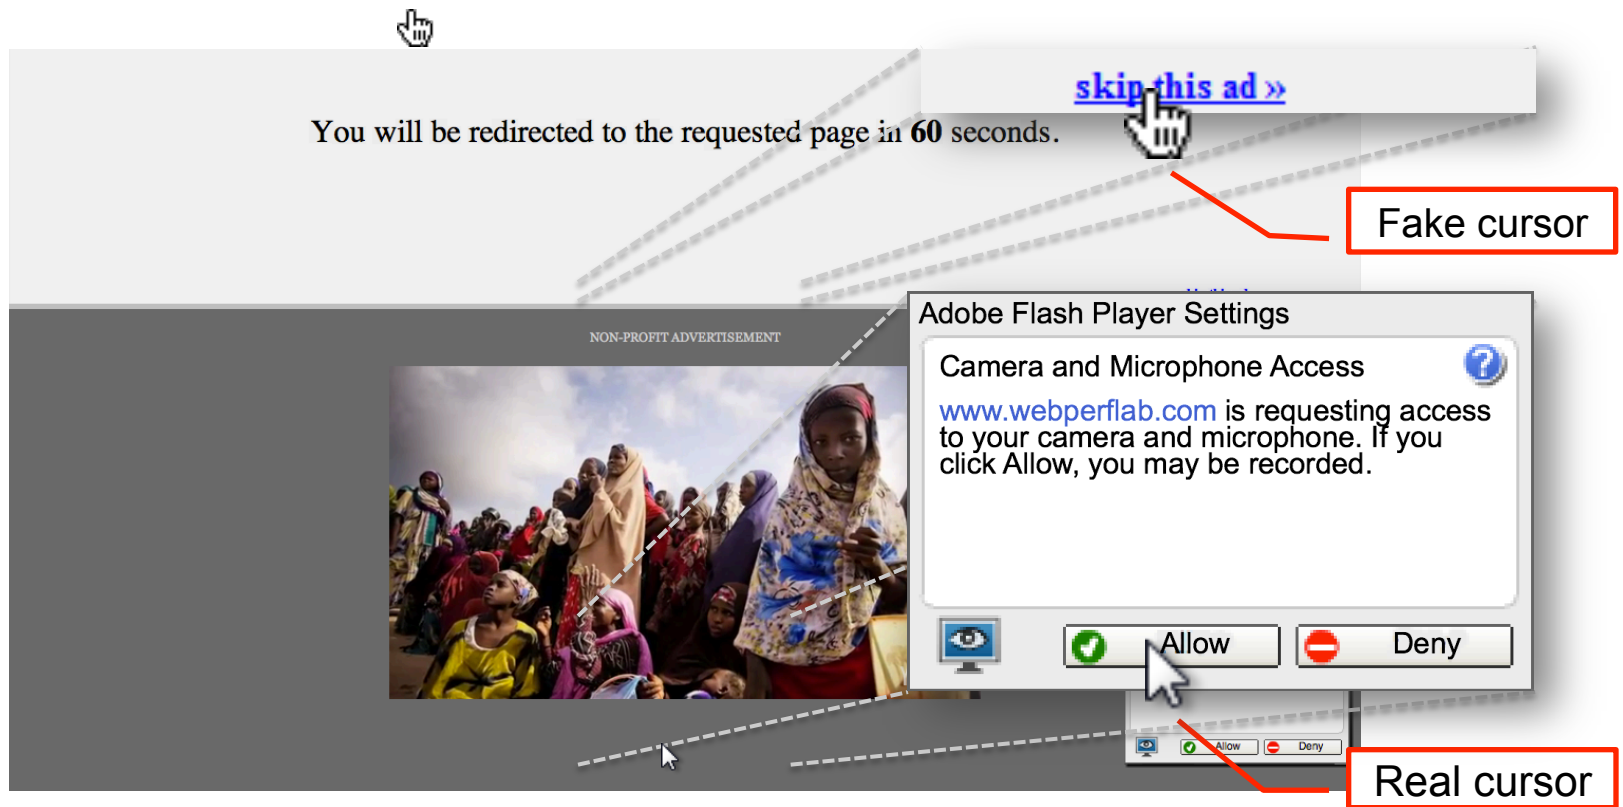 skip this ad »
You will be redirected to the requested page in 60 seconds.
Fake cursor
NON-PROFIT ADVERTISEMENT
Adobe Flash Player Settings
Camera and Microphone Access
www.webperflab.com is requesting access
to your camera and microphone. If you
click Allow, you may be recorded.
Allow
Deny
Allow
Deny
Real cursor